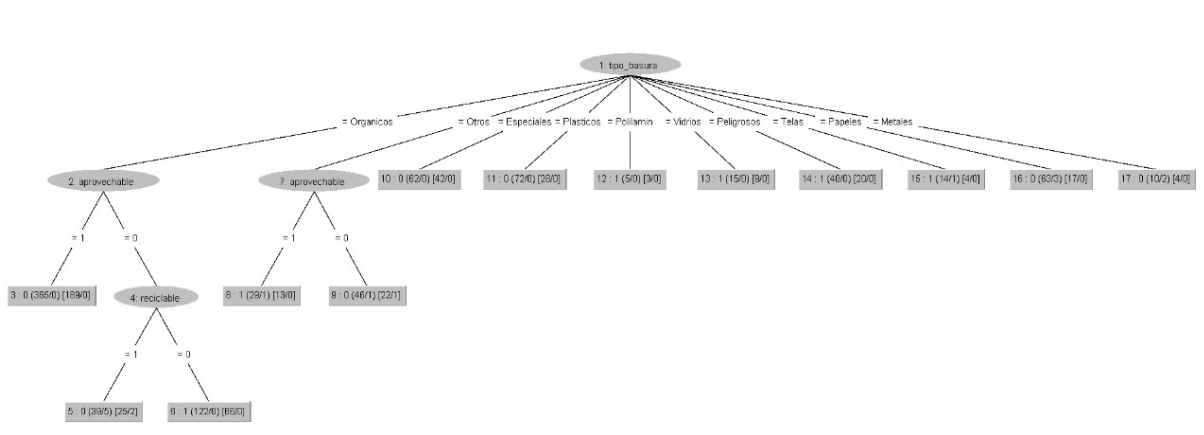 1: tipo_basura
= Organicos
= Otros
= Especiales
= Plasticos
= Polilamin
= Vidrios
= Peligrosos
= Telas
= Papeles
= Metales
2: aprovechable
7: aprovechable
10 : 0 (62/0) [42/0]
11 : 0 (72/0) [26/0]
12 : 1 (5/0) [3/0]
13 : 1 (15/0) [9/0]
14 : 1 (40/0) [20/0]
15 : 1 (14/1) [4/0]
16 : 0 (63/3) [17/0]
17 : 0 (10/2) [4/0]
= 1
= 0
= 1
= 0
3 : 0 (365/0) [189/0]
4: reciclable
8 : 1 (29/1) [13/0]
9 : 0 (46/1) [22/1]
= 1
= 0
5 : 0 (39/5) [25/2]
6 : 1 (122/0) [66/0]